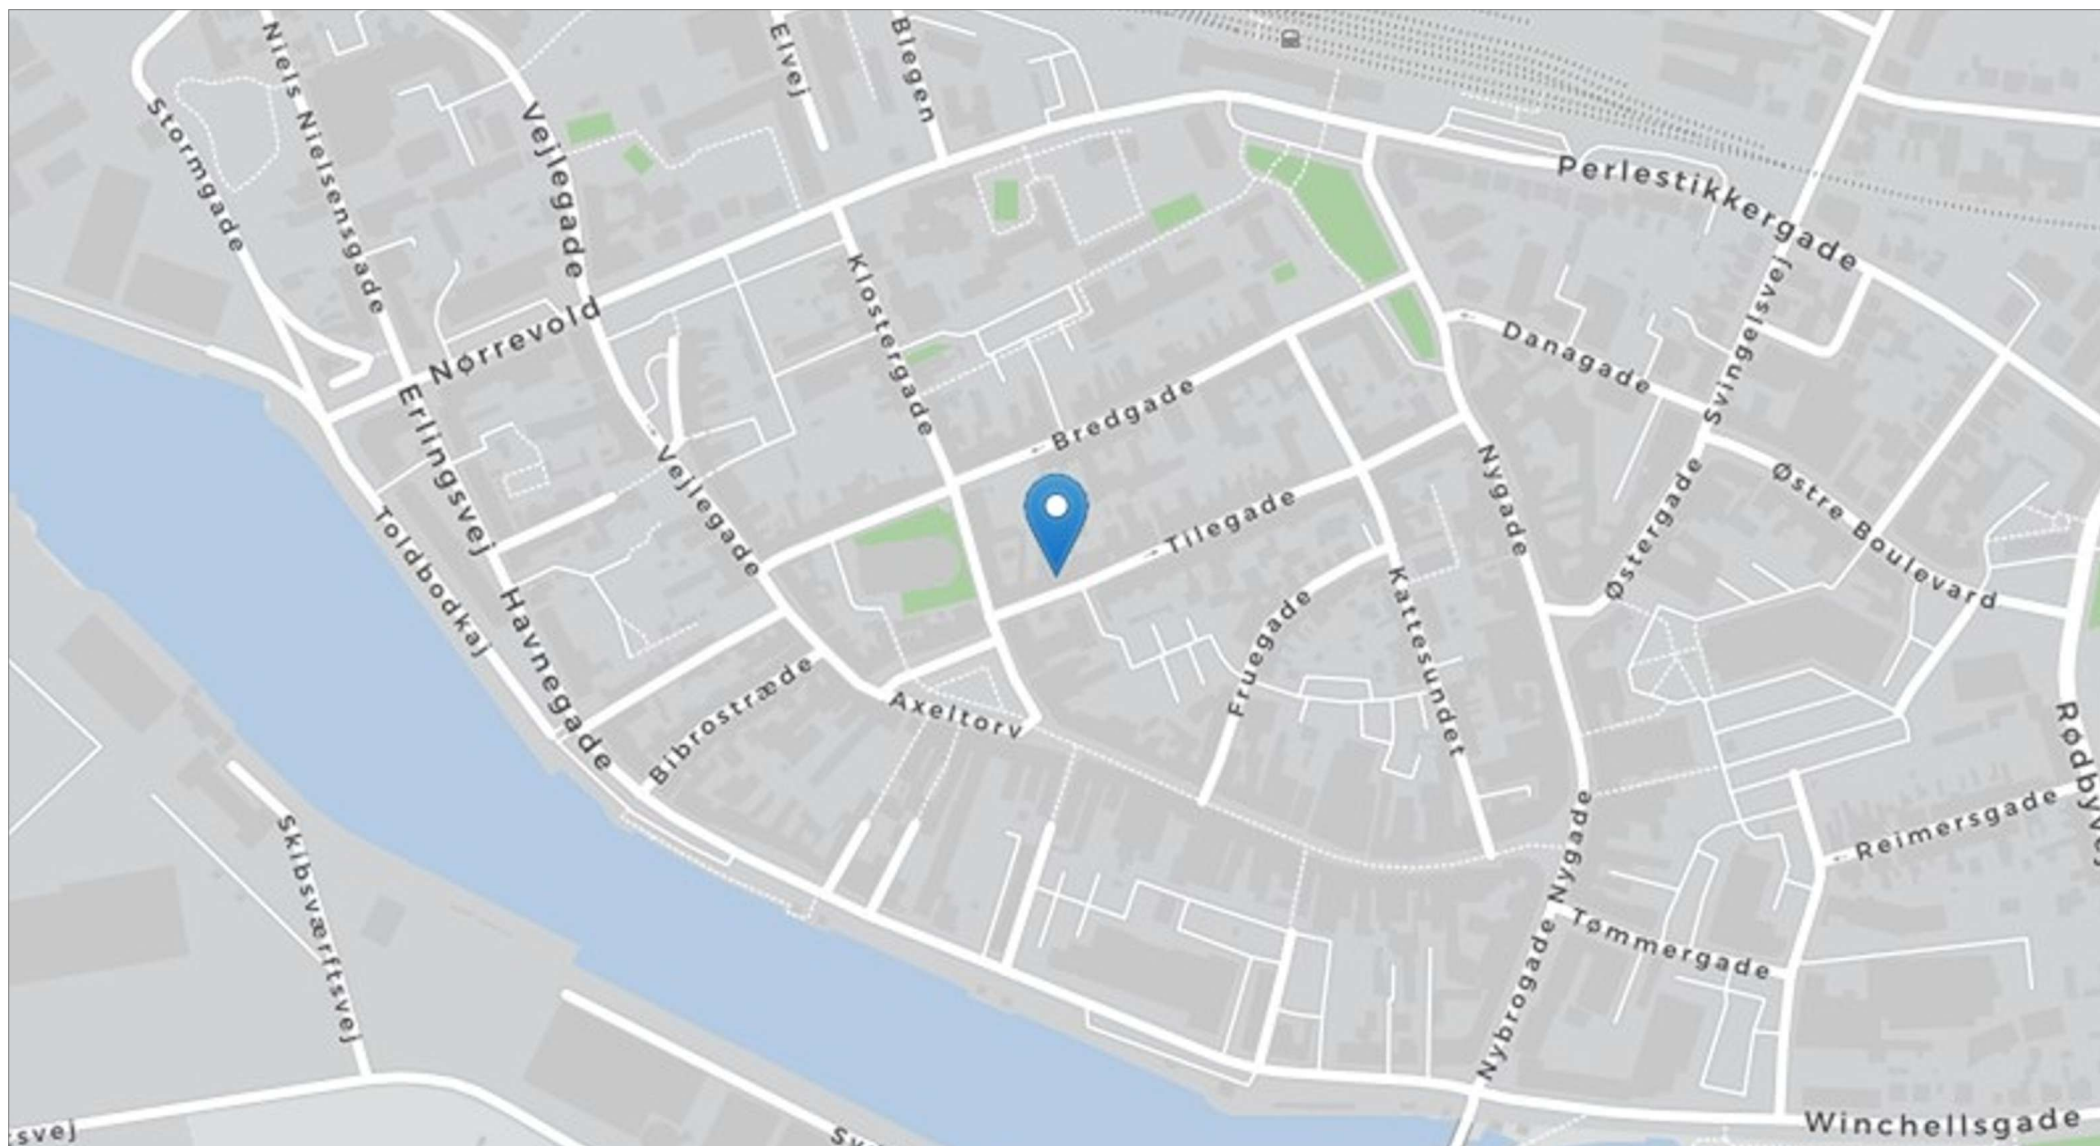 Niels Nielsensgade
Elvej
Blegen
Stormgade
Vejlegade
Perlestikkergade
Klostergade
Svingelsvej
Nørrevold
Danagade
Erlingsvej
Bredgade
Vejlegade
Nygade
Østergade
Østre Boulevard
Tilegade
Toldbodkaj
Havnegade
Kattesundet
Fruegade
Bibrostræde
Axeltorv
Rødbyvej
Skibsværftsvej
Nygade
Reimersgade
Nybrogade
Tømmergade
svej
Winchellsgade